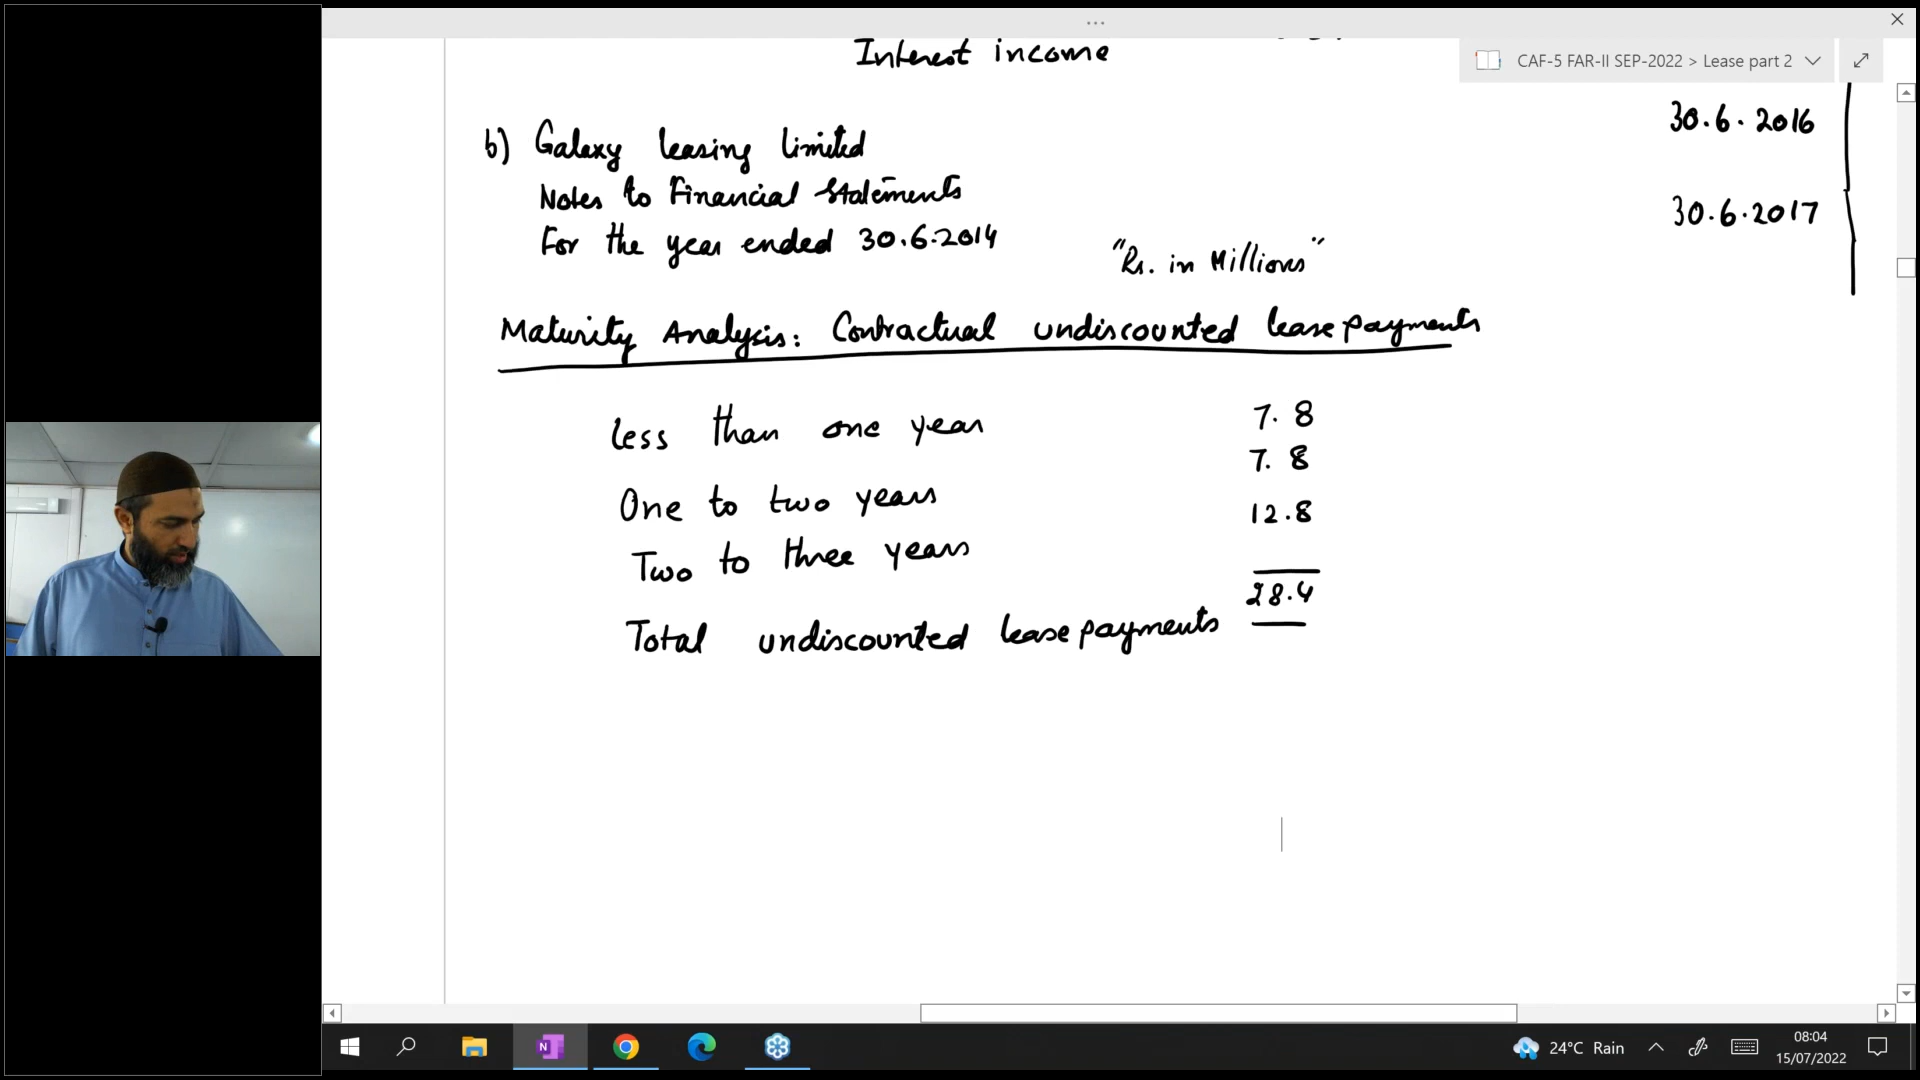 Interest income
CAF-5 FAR-II SEP-2022 > Lease part 2
30.6.2016
b) Galaxy leasing limited
Notes to Financial Statements
30.6.2017
For the year ended 30.6.2014
"Rs. in Millions"
Maturity Analysis: Contractual undiscounted lease payments
less than one year 7.8
7.8
One to two years
12.8
Two to three years
28.4
Total undiscounted lease payments
24°C Rain
08:04
15/07/2022